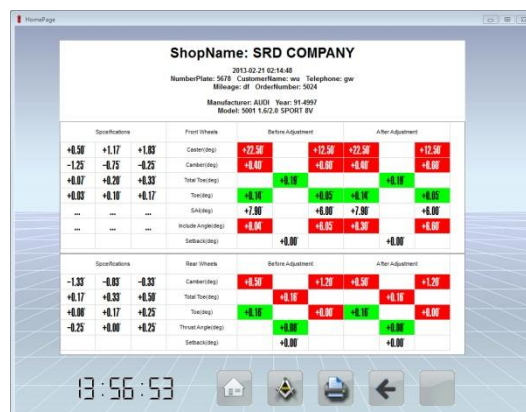 HomePage
ShopName: SRD COMPANY
2013-02-21 02:14:48
NumberPlate: 5678 CustomerName: wu Telephone: gw
Mileage: df OrderNumber: 5024
Manufacturer: AUDI Year: 91-4997
Model: 5001 1.6/2.0 SPORT 8V
Specifications Front Wheels Before Adjustment After Adjustment
+0.50' +1.17' +1.83' Caster(deg) +22.50' +12.50' +22.50' +12.50'
-1.25 -0.75' -0.25 Camber(deg) +0.40' +0.60' +0.40' +0.60'
+0.07 +0.20' +0.33' Total Toe(deg) +0.19' +0.19'
+0.03 +0.10' +0.17' Toe(deg) +0.14' +0.05' +0.14' +0.05'
... ... ... SAI(deg) +7.90' +6.00' +7.90' +6.00'
... ... ... Include Angle(deg) +0.04' +6.05' +0.30' +6.60'
Setback(deg) +0.00' +0.00'
Specifications Rear Wheels Before Adjustment After Adjustment
-1.33' -0.83' -0.33' Camber(deg) +0.50' +1.20' +0.50' +1.20'
+0.17 +0.33' +0.50' Total Toe(deg) +0.16' +0.16'
+0.08' +0.17' +0.25' Toe(deg) +0.16' +0.00' +0.16' +0.00'
-0.25 +0.00' +0.25' Thrust Angle(deg) +0.08' +0.08'
Setback(deg) +0.00' +0.00'
13:56:53